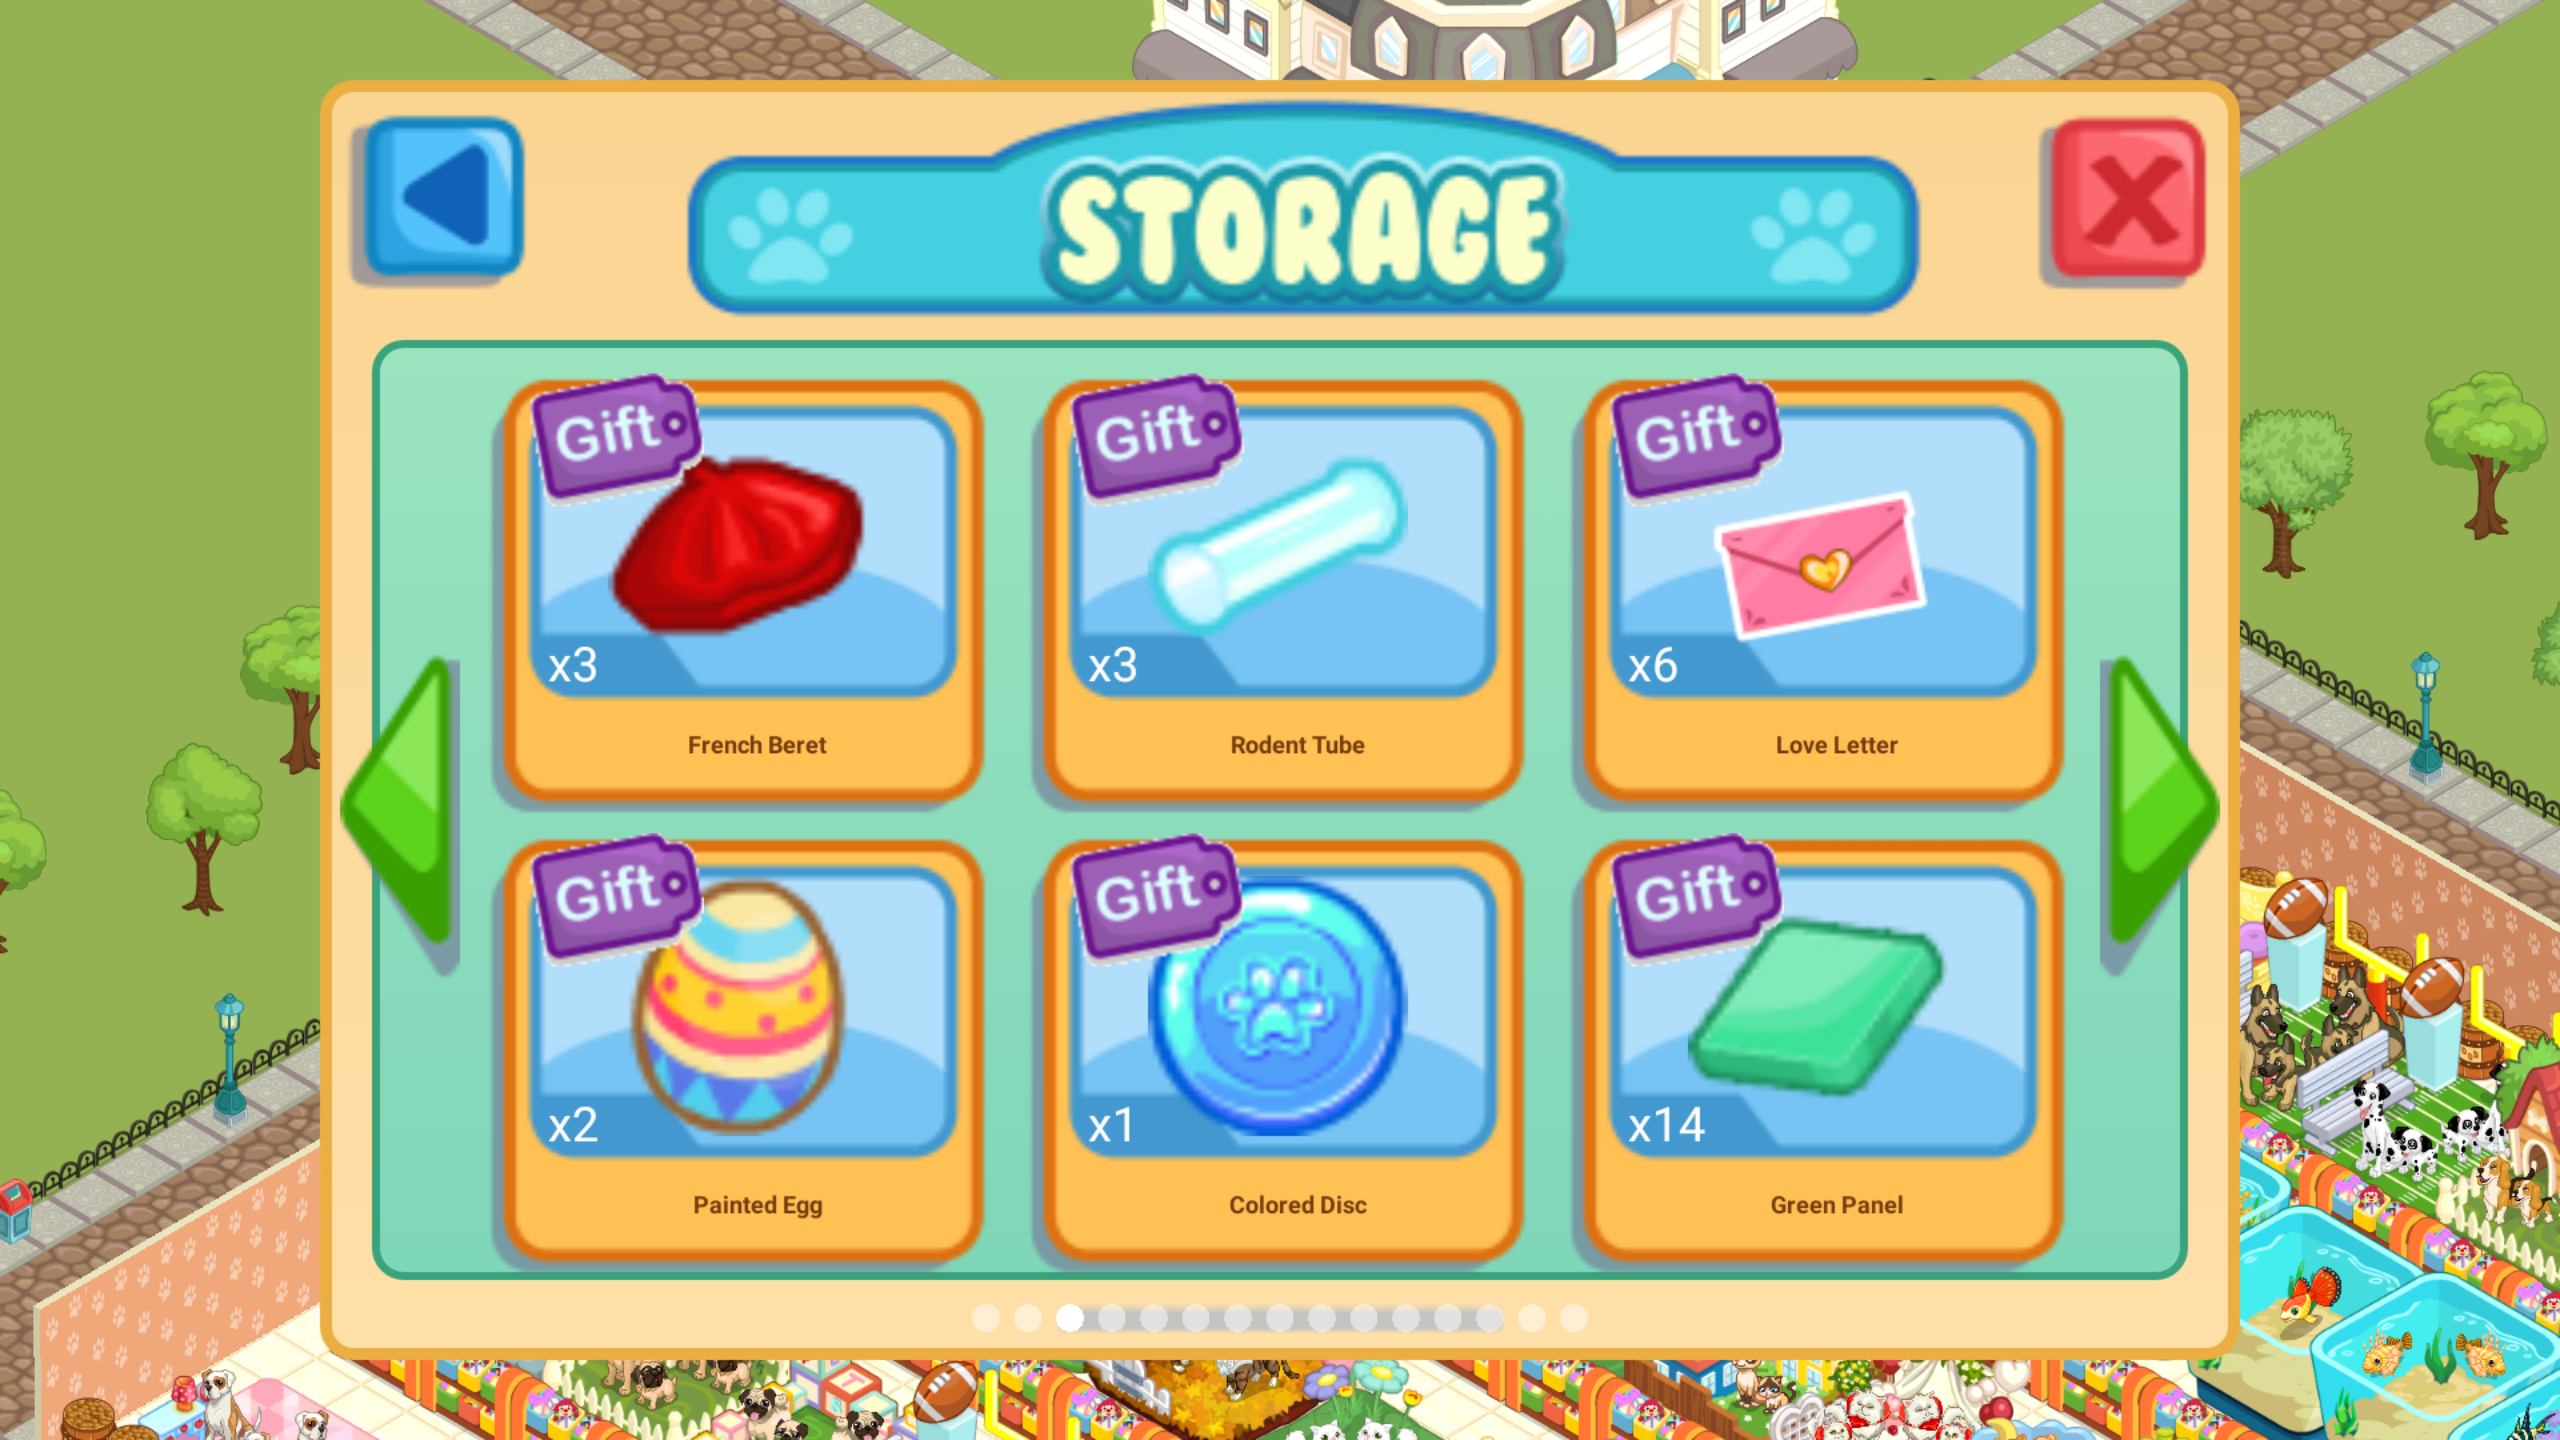 STORAGE
Gift
x3
French Beret
Gift
x3
Rodent Tube
Gift
x6
Love Letter
Gift
x2
Painted Egg
Gift
x1
Colored Disc
Gift
x14
Green Panel